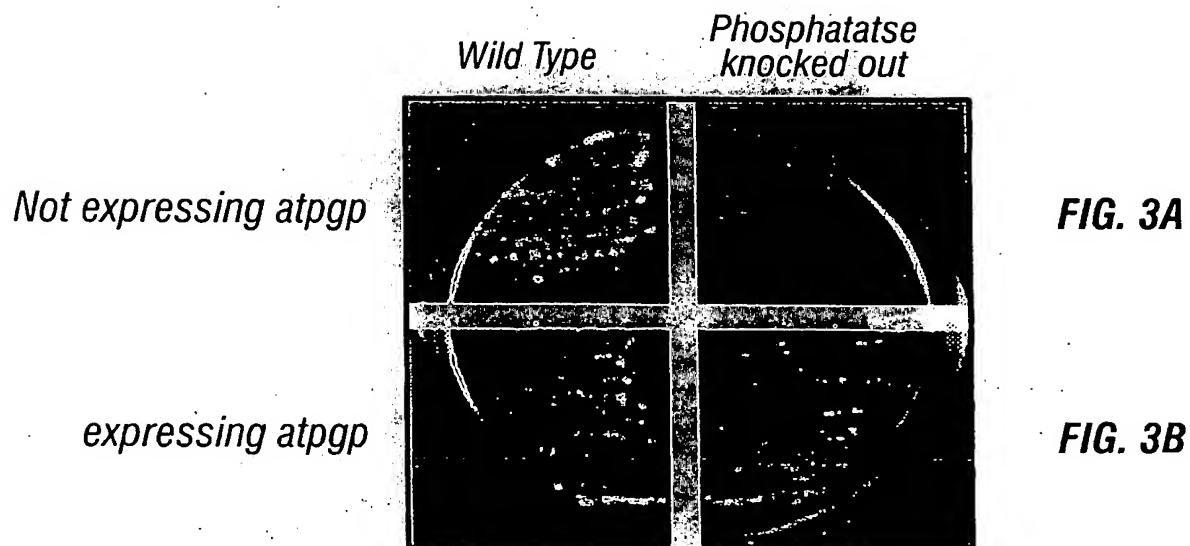 Wild Type
Phosphatatse
knocked out
Not expressing atpgp
FIG. 3A
expressing atpgp
FIG. 3B